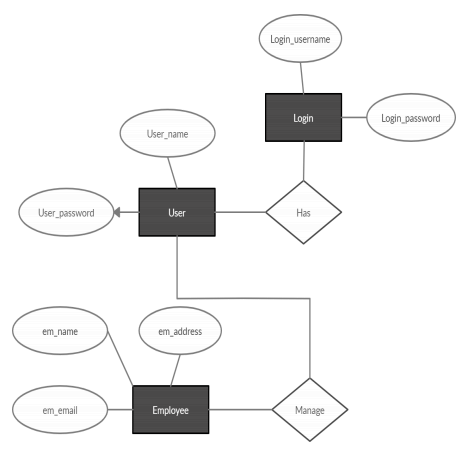 Login_username
Login
Login_password
User_name
User_password
User
Has
em_name
em_address
em_email
Employee
Manage